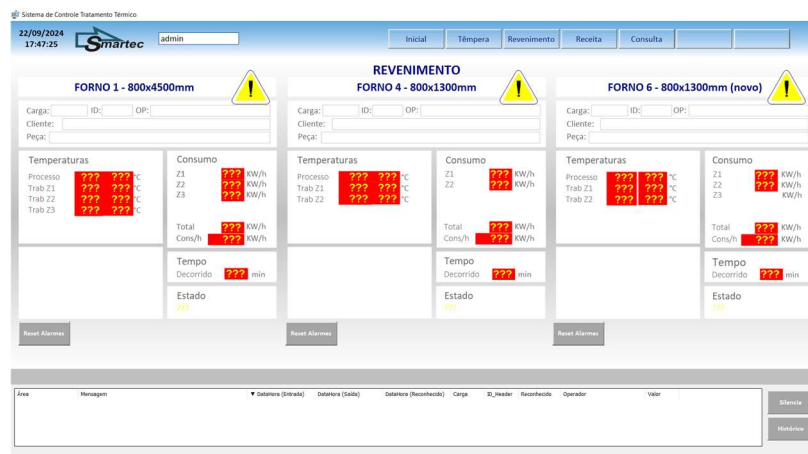 Sistema de Controle Tratamento Térmico
22/09/2024
17:47:25
Smartec
admin
Inicial Têmpera Revenimento Receita Consulta
REVENIMENTO
FORNO 1 - 800x4500mm
Carga: ID: OP:
Cliente:
Peça:
Temperaturas
Processo ??? ??? °C
Trab Z1 ??? ??? °C
Trab Z2 ??? ??? °C
Trab Z3 ??? ??? °C
Consumo
Z1 ??? KW/h
Z2 ??? KW/h
Z3 ??? KW/h
Total ??? KW/h
Cons/h ??? KW/h
Tempo
Decorrido ??? min
Estado
???
Reset Alarmes
FORNO 4 - 800x1300mm
Carga: ID: OP:
Cliente:
Peça:
Temperaturas
Processo ??? ??? °C
Trab Z1 ??? ??? °C
Trab Z2 ??? ??? °C
Consumo
Z1 ??? KW/h
Z2 ??? KW/h
Total ??? KW/h
Cons/h ??? KW/h
Tempo
Decorrido ??? min
Estado
???
Reset Alarmes
FORNO 6 - 800x1300mm (novo)
Carga: ID: OP:
Cliente:
Peça:
Temperaturas
Processo ??? ??? °C
Trab Z1 ??? ??? °C
Trab Z2 ??? ??? °C
Consumo
Z1 ??? KW/h
Z2 ??? KW/h
Z3 KW/h
Total ??? KW/h
Cons/h ??? KW/h
Tempo
Decorrido ??? min
Estado
???
Reset Alarmes
Área Mensagem ▼ DataHora (Entrada) DataHora (Saída) DataHora (Reconhecido) Carga ID_Header Reconhecido Operador Valor
Silencia
Histórico